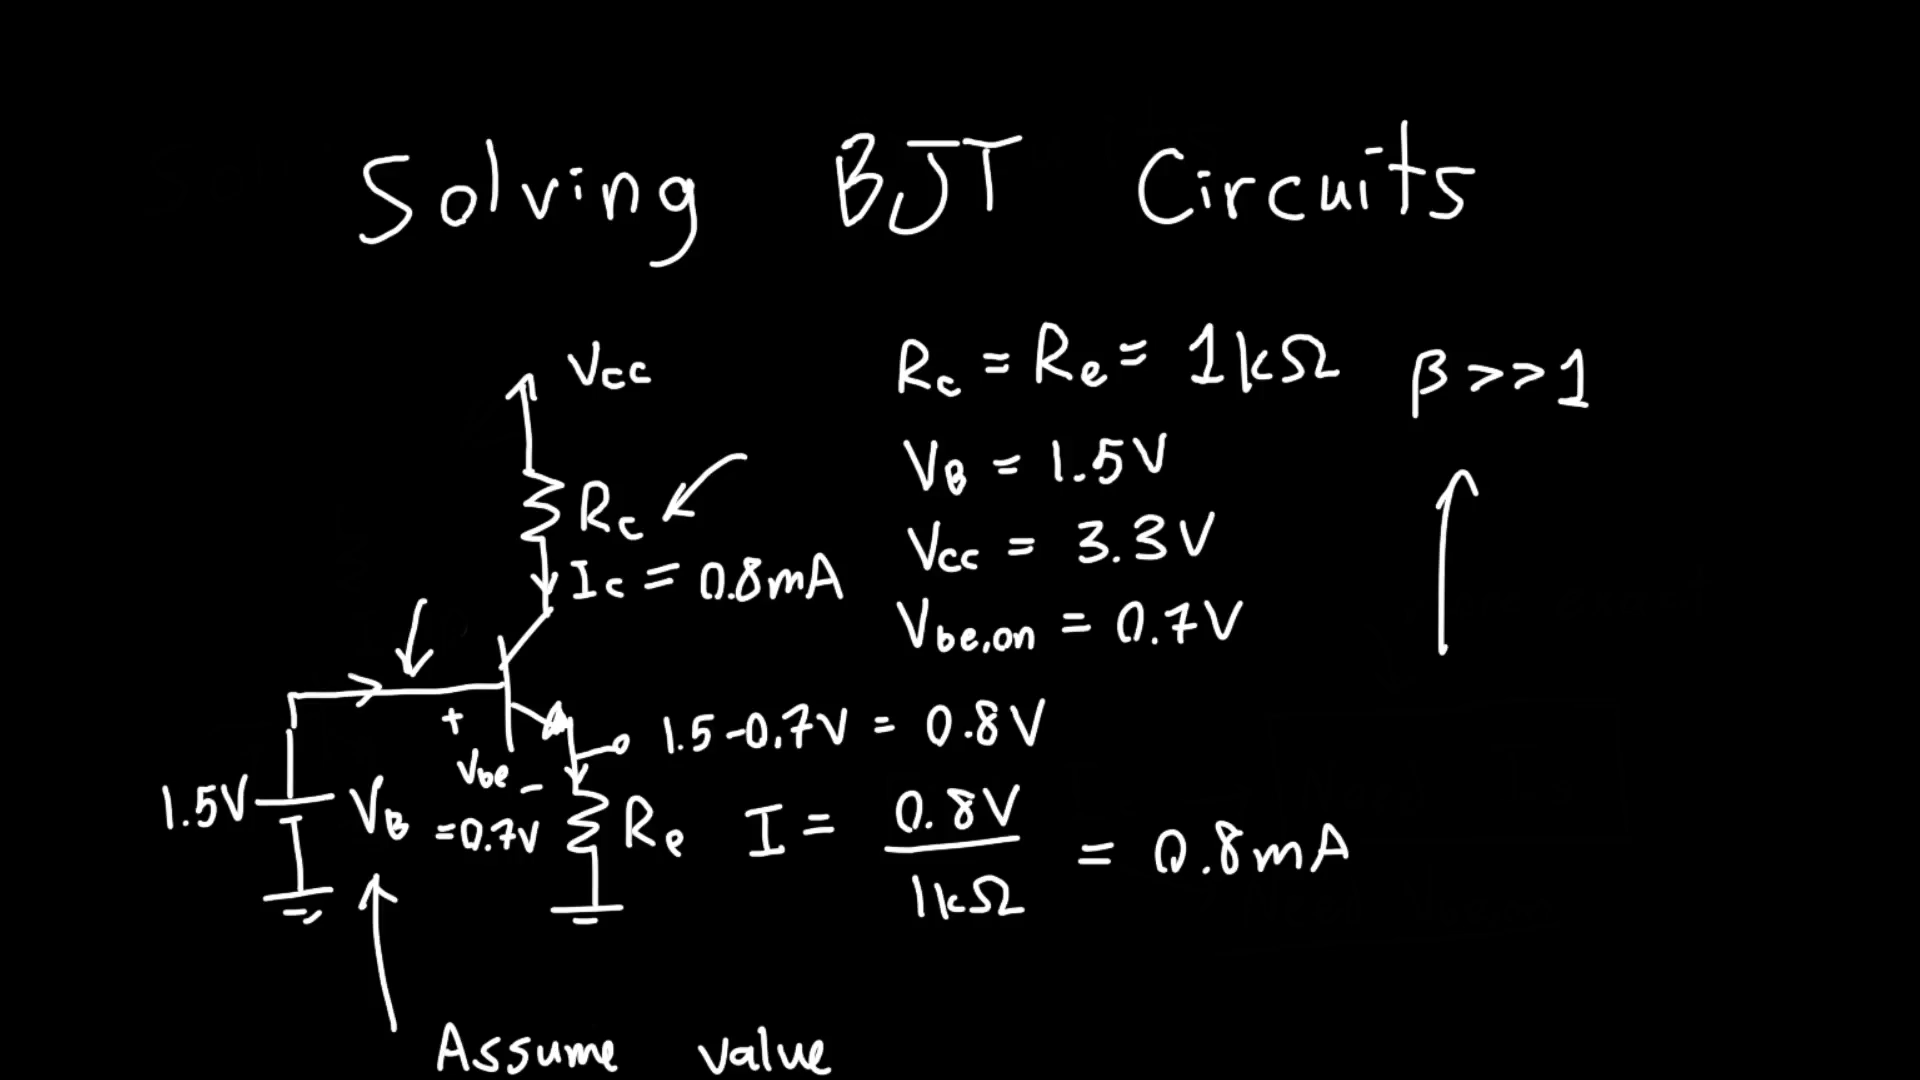 Solving BJT Circuits
Vcc
Rc = Re = 1kΩ β >> 1
VB = 1.5V
Rc
Vcc = 3.3V
Ic = 0.8mA
Vbe,on = 0.7V
+
1.5-0.7V = 0.8V
Vbe -
1.5V VB =0.7V Re I = 0.8V
1kΩ
= 0.8mA
Assume value